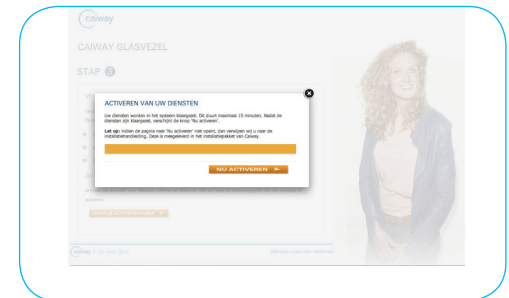 caiway
CAIWAY GLASVEZEL
STAP 3
ACTIVEREN VAN UW DIENSTEN
Uw diensten worden in het systeem klaargezet. Dit duurt maximaal 15 minuten. Nadat de
diensten zijn klaargezet, verschijnt de knop 'Nu activeren'.
Let op: indien de pagina naar 'Nu activeren' niet opent, dan verwijzen wij u naar de
installatiehandleiding. Deze is meegeleverd in het installatiepakket van Caiway.
NU ACTIVEREN
caiway